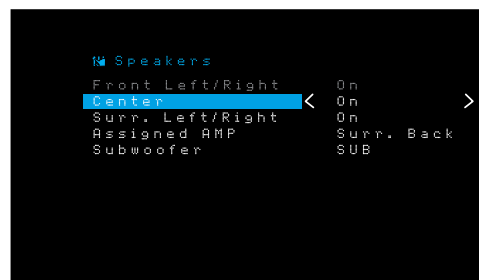 Speakers
Front Left/Right On
Center < On >
Surr. Left/Right On
Assigned AMP Surr. Back
Subwoofer SUB